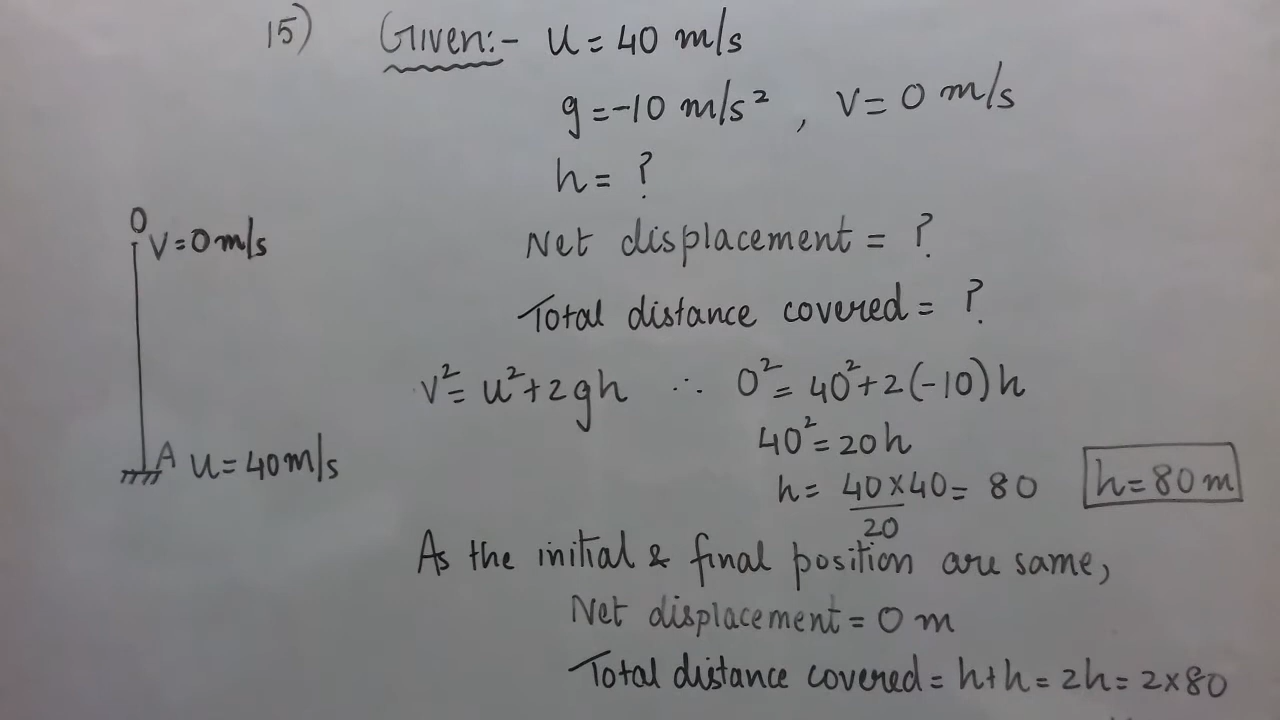 15) Given:- u = 40 m/s
g = -10 m/s², v = 0 m/s
h = ?
Net displacement = ?
Total distance covered = ?
O
V = 0 m/s
A u = 40 m/s
v² = u² + 2gh ∴ 0² = 40² + 2(-10)h
40² = 20h
h = 40×40/20 = 80
h = 80 m
As the initial & final position are same,
Net displacement = 0 m
Total distance covered = h+h = 2h = 2×80